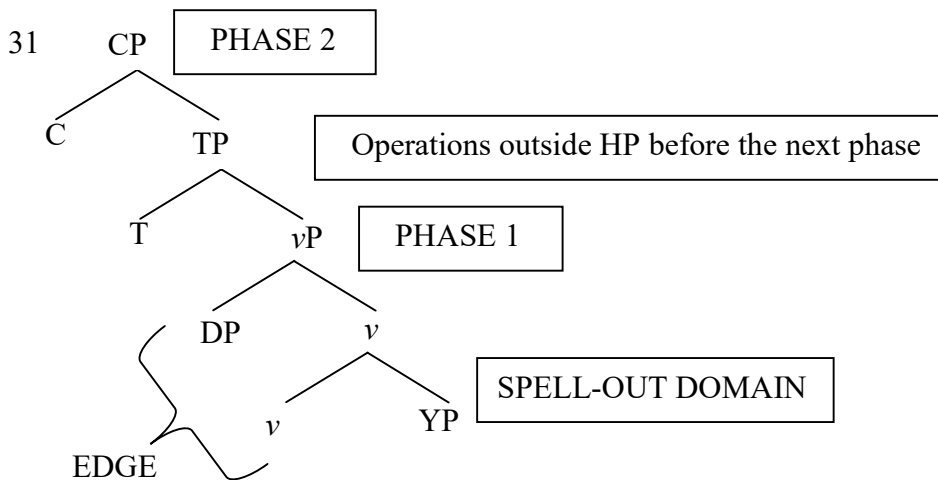 31 CP PHASE 2
C TP Operations outside HP before the next phase
T vP PHASE 1
DP v
v YP SPELL-OUT DOMAIN
EDGE